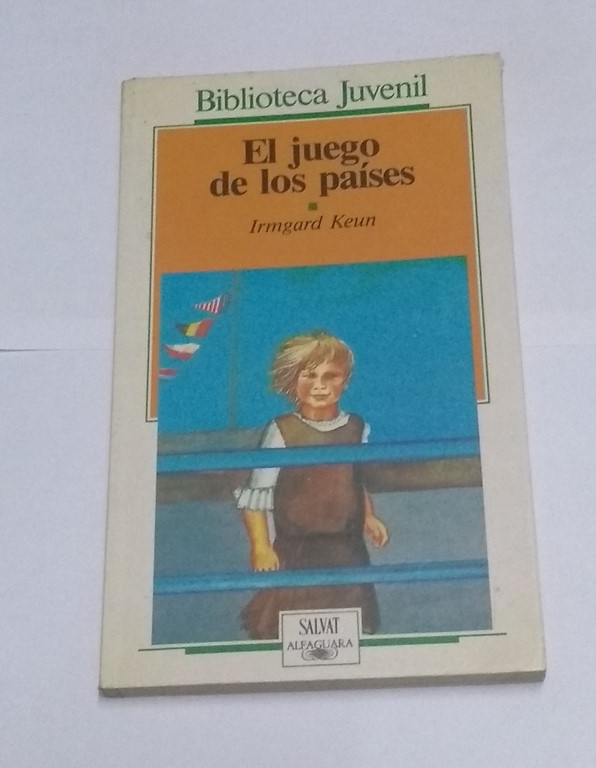 Biblioteca Juvenil
El juego
de los países
Irmgard Keun
SALVAT
ALFAGUARA